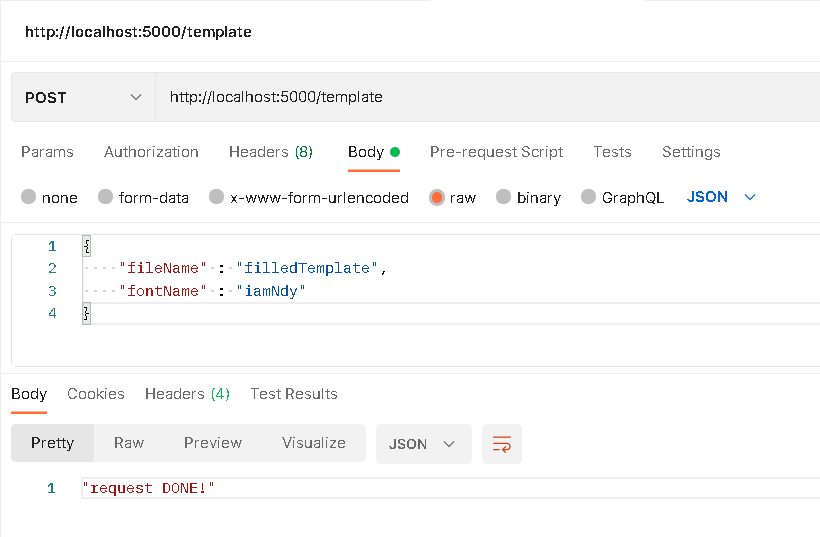 http://localhost:5000/template
POST http://localhost:5000/template
Params Authorization Headers (8) Body Pre-request Script Tests Settings
none form-data x-www-form-urlencoded raw binary GraphQL JSON
1 {
2 "fileName" : "filledTemplate",
3 "fontName" : "iamNdy"
4 }
Body Cookies Headers (4) Test Results
Pretty Raw Preview Visualize JSON
1 "request DONE!"